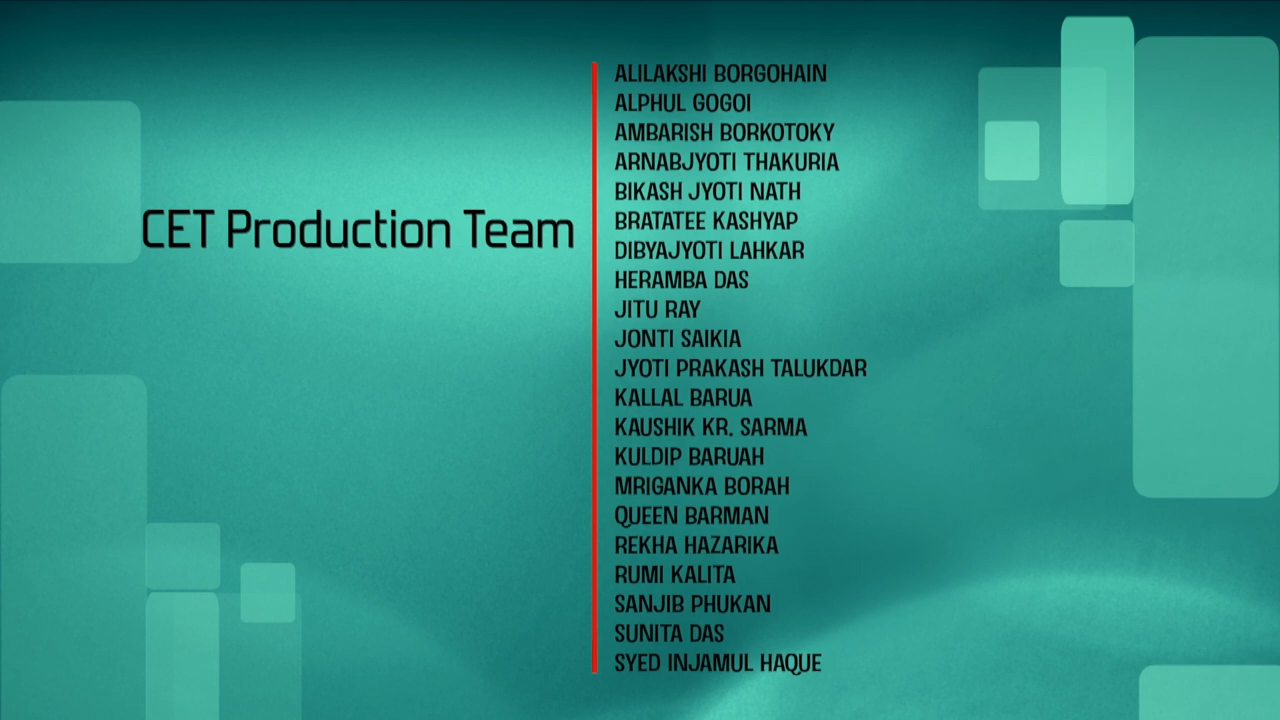 CET Production Team
ALILAKSHI BORGOHAIN
ALPHUL GOGOI
AMBARISH BORKOTOKY
ARNABJYOTI THAKURIA
BIKASH JYOTI NATH
BRATATEE KASHYAP
DIBYAJYOTI LAHKAR
HERAMBA DAS
JITU RAY
JONTI SAIKIA
JYOTI PRAKASH TALUKDAR
KALLAL BARUA
KAUSHIK KR. SARMA
KULDIP BARUAH
MRIGANKA BORAH
QUEEN BARMAN
REKHA HAZARIKA
RUMI KALITA
SANJIB PHUKAN
SUNITA DAS
SYED INJAMUL HAQUE